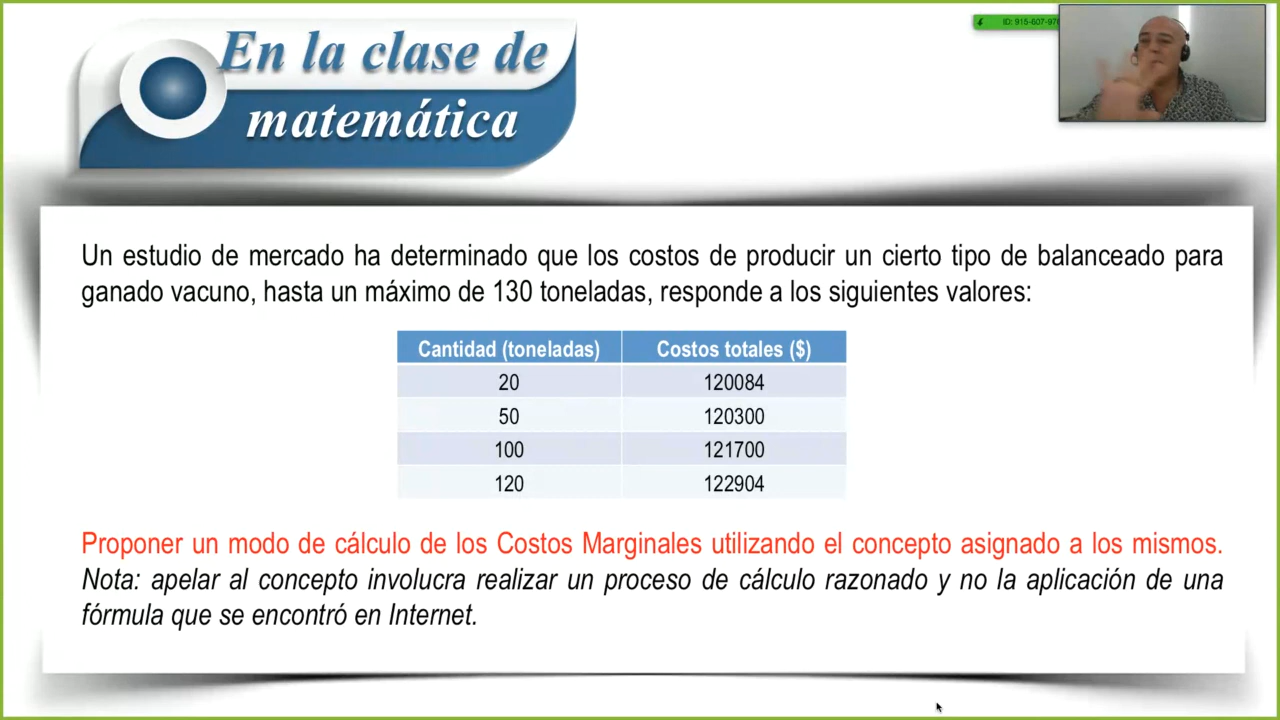 En la clase de
matemática
ID: 915-607-97
Un estudio de mercado ha determinado que los costos de producir un cierto tipo de balanceado para
ganado vacuno, hasta un máximo de 130 toneladas, responde a los siguientes valores:
Cantidad (toneladas) Costos totales ($)
20 120084
50 120300
100 121700
120 122904
Proponer un modo de cálculo de los Costos Marginales utilizando el concepto asignado a los mismos.
Nota: apelar al concepto involucra realizar un proceso de cálculo razonado y no la aplicación de una
fórmula que se encontró en Internet.